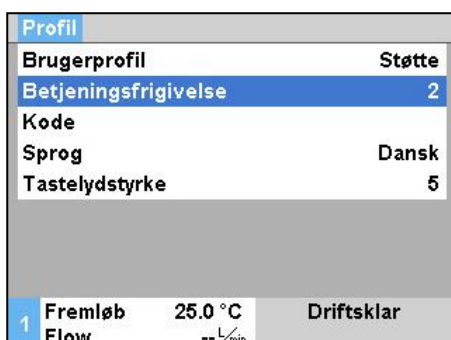 Profil
Brugerprofil Støtte
Betjeningsfrigivelse 2
Kode
Sprog Dansk
Tastelydstyrke 5
1 Fremløb 25.0 °C Driftsklar
Flow -- L/min